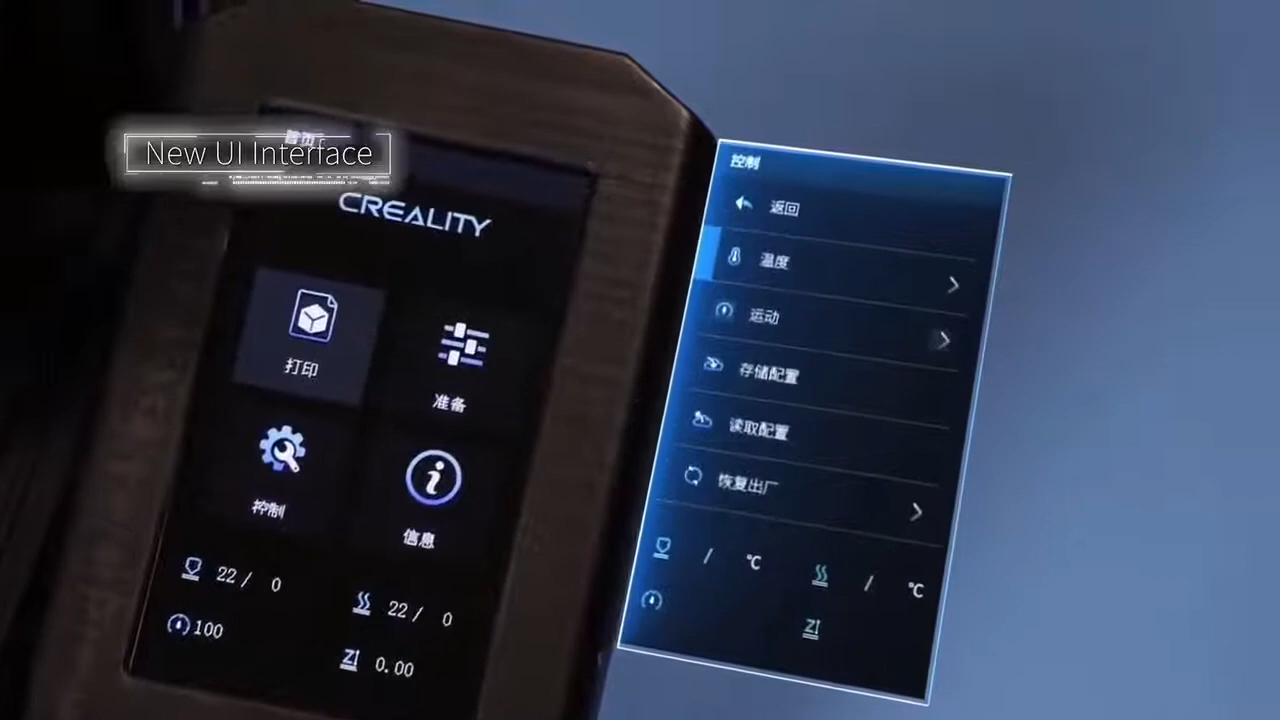 首页
New UI Interface
CREALITY
打印
准备
控制
信息
22 / 0
22 / 0
100
0.00
控制
返回
温度
运动
存储配置
读取配置
恢复出厂
/ ℃
/ ℃